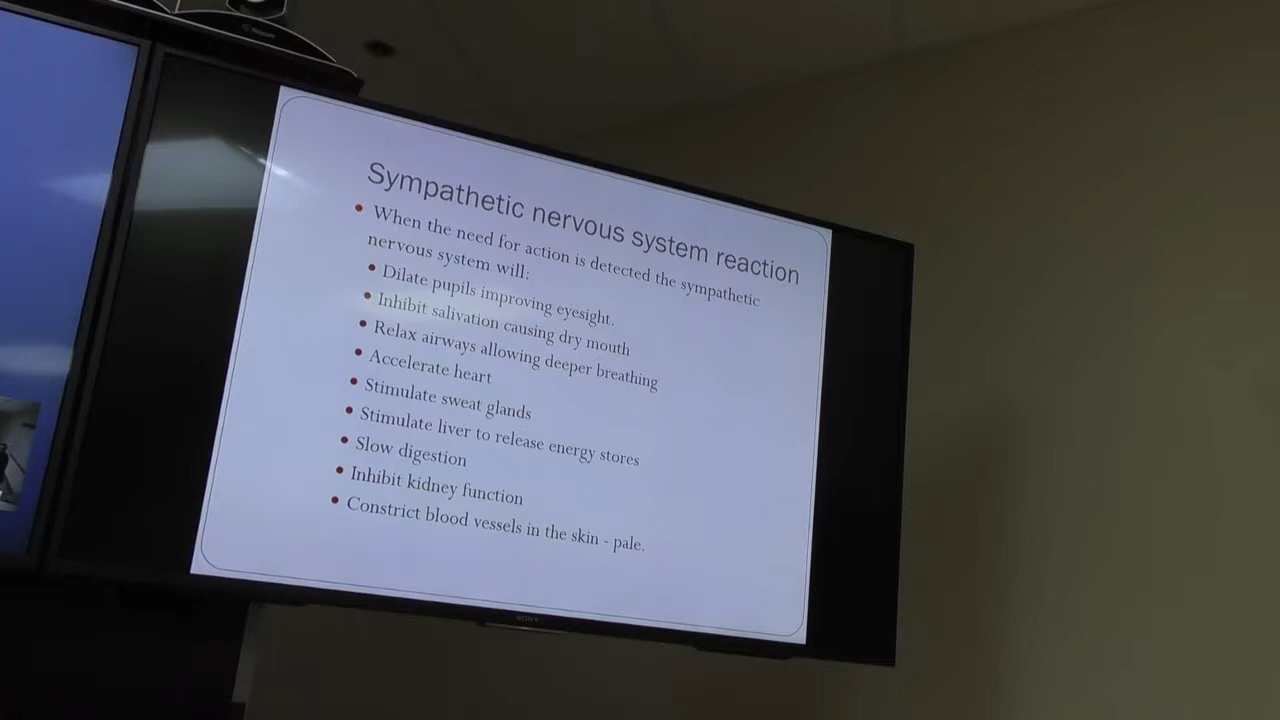 Polycom
Sympathetic nervous system reaction
• When the need for action is detected the sympathetic
nervous system will:
• Dilate pupils improving eyesight.
• Inhibit salivation causing dry mouth
• Relax airways allowing deeper breathing
• Accelerate heart
• Stimulate sweat glands
• Stimulate liver to release energy stores
• Slow digestion
• Inhibit kidney function
• Constrict blood vessels in the skin - pale.
SONY